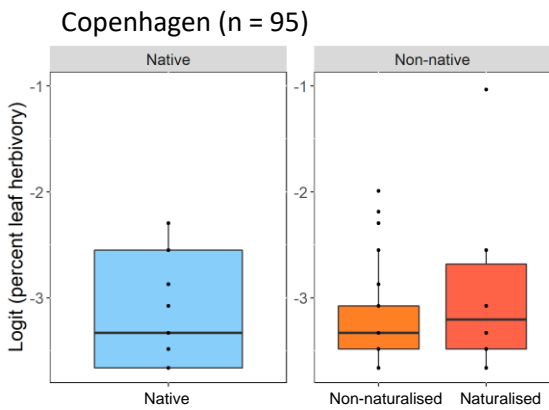 Copenhagen (n = 95)
Native
Non-native
Logit (percent leaf herbivory)
-1
-2
-3
-1
-2
-3
Native
Non-naturalised
Naturalised